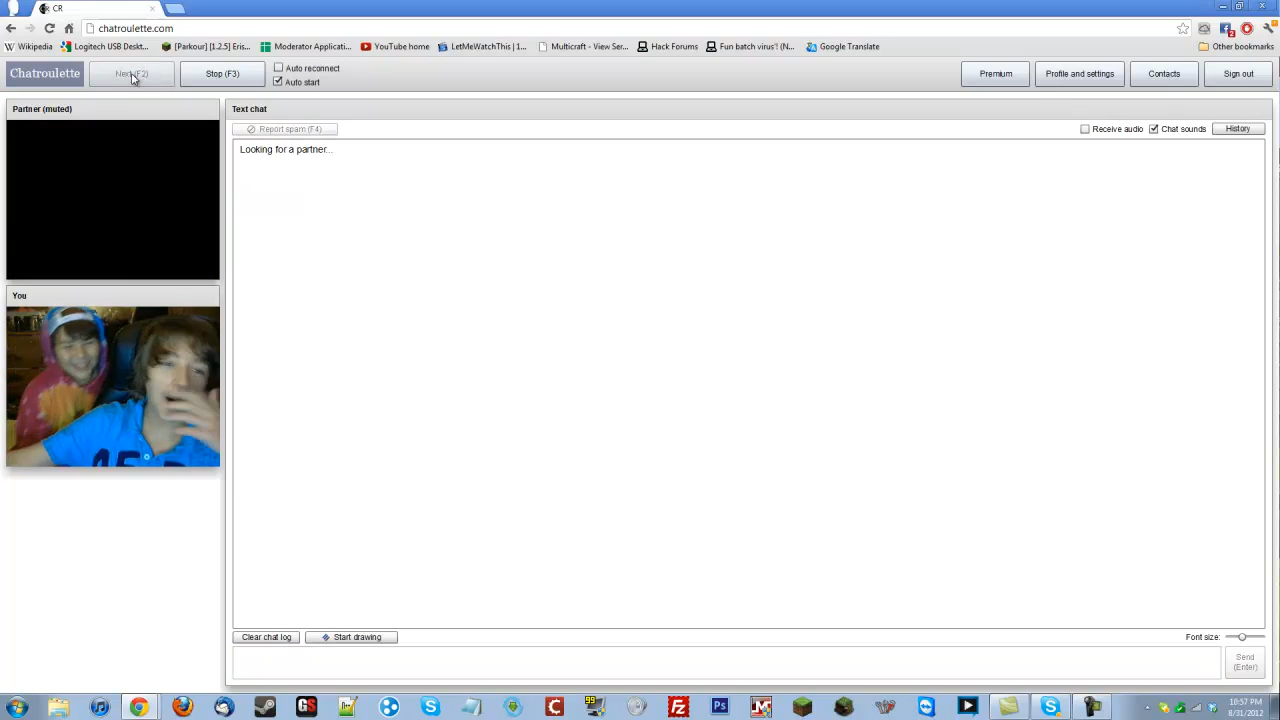 CR
chatroulette.com
Wikipedia
Logitech USB Deskt...
[Parkour] [1.2.5] Eris...
Moderator Applicati...
YouTube home
LetMeWatchThis | 1...
Multicraft - View Ser...
Hack Forums
Fun batch virus'! (N...
Google Translate
Other bookmarks
Chatroulette
Next (F2)
Stop (F3)
Auto reconnect
Auto start
Premium
Profile and settings
Contacts
Sign out
Partner (muted)
Text chat
Report spam (F4)
Receive audio
Chat sounds
History
Looking for a partner...
You
Clear chat log
Start drawing
Font size:
Send
(Enter)
10:57 PM
8/31/2012